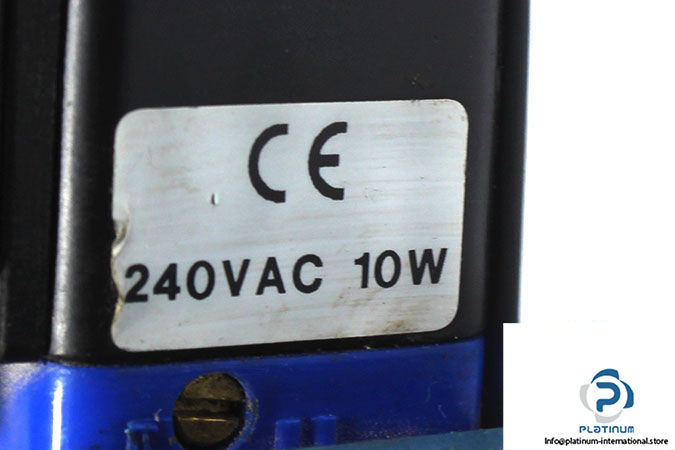 CE
240VAC 10W
PLATINUM
Info@platinum-international.store